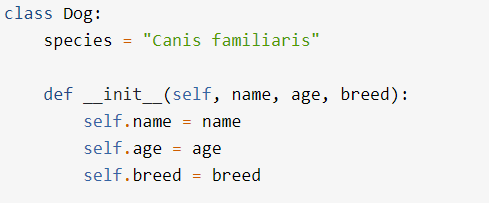 class Dog:
    species = "Canis familiaris"

    def __init__(self, name, age, breed):
        self.name = name
        self.age = age
        self.breed = breed